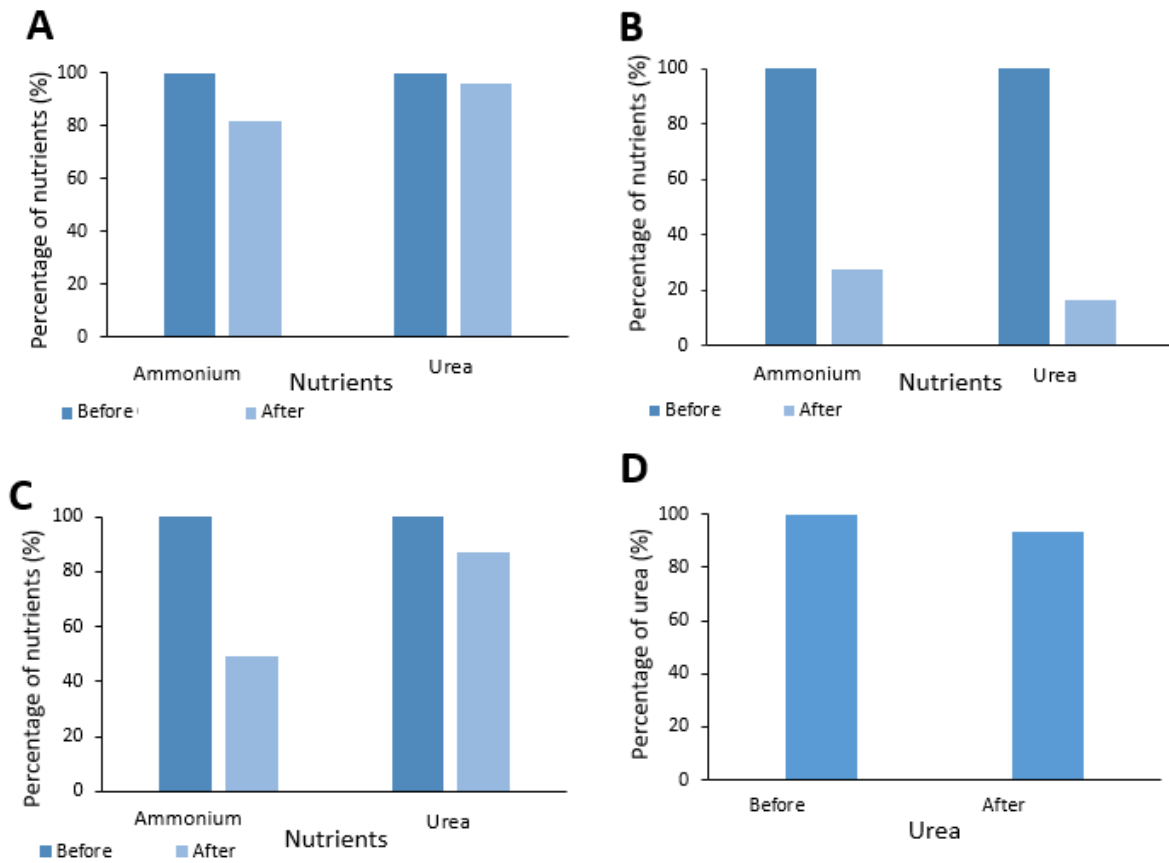 A
Percentage of nutrients (%)
100
80
60
40
20
0
Ammonium
Urea
Nutrients
Before
After
B
Percentage of nutrients (%)
100
80
60
40
20
0
Ammonium
Urea
Nutrients
Before
After
C
Percentage of nutrients (%)
100
80
60
40
20
0
Ammonium
Urea
Nutrients
Before
After
D
Percentage of urea (%)
100
80
60
40
20
0
Before
After
Urea